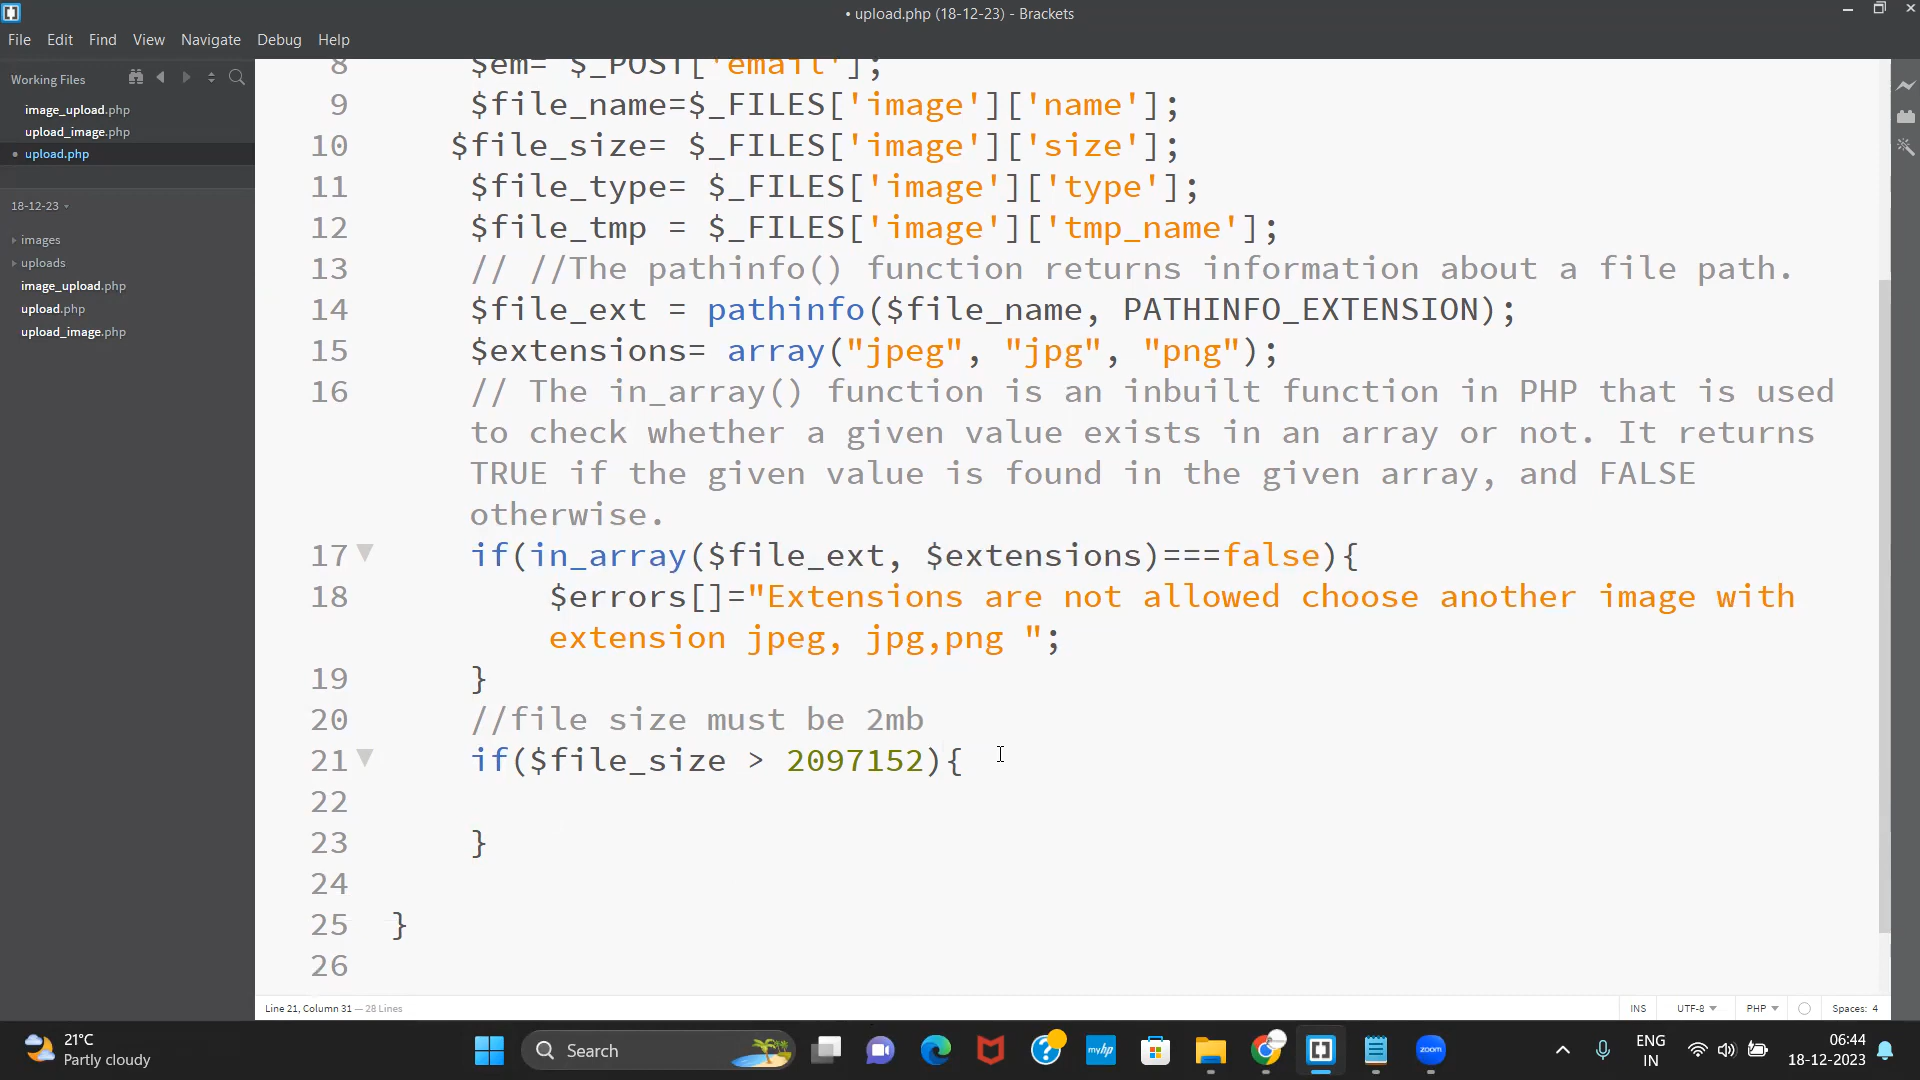 • upload.php (18-12-23) - Brackets
File Edit Find View Navigate Debug Help
Working Files
image_upload.php
upload_image.php
upload.php
18-12-23
images
uploads
image_upload.php
upload.php
upload_image.php
8 $em= $_POST['email'];
9 $file_name=$_FILES['image']['name'];
10 $file_size= $_FILES['image']['size'];
11 $file_type= $_FILES['image']['type'];
12 $file_tmp = $_FILES['image']['tmp_name'];
13 // //The pathinfo() function returns information about a file path.
14 $file_ext = pathinfo($file_name, PATHINFO_EXTENSION);
15 $extensions= array("jpeg", "jpg", "png");
16 // The in_array() function is an inbuilt function in PHP that is used
to check whether a given value exists in an array or not. It returns
TRUE if the given value is found in the given array, and FALSE
otherwise.
17 if(in_array($file_ext, $extensions)===false){
18 $errors[]="Extensions are not allowed choose another image with
extension jpeg, jpg,png ";
19 }
20 //file size must be 2mb
21 if($file_size > 2097152){
22
23 }
24
25 }
26
Line 21, Column 31 — 28 Lines
INS UTF-8 PHP Spaces: 4
21°C
Partly cloudy
Search
myhp
zoom
ENG
IN
06:44
18-12-2023